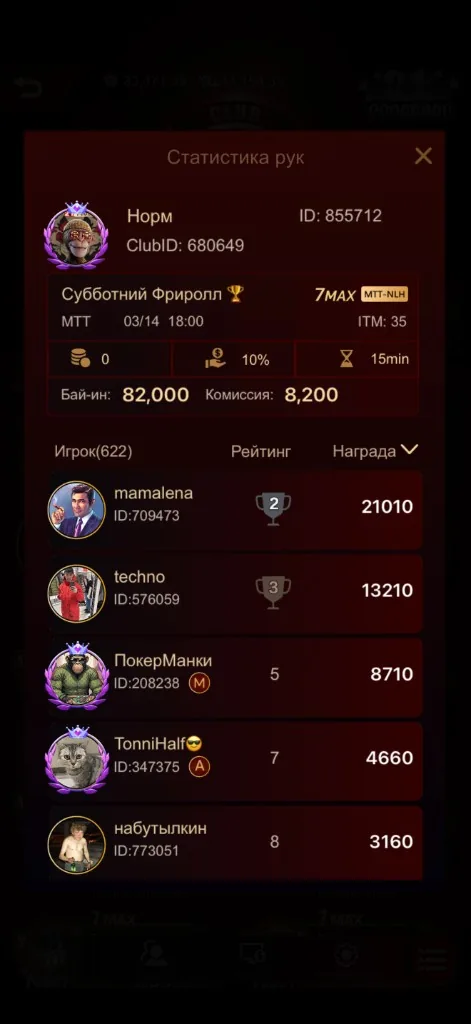 Статистика рук
Норм ID: 855712
ClubID: 680649
Субботний Фриролл 7MAX MTT-NLH
MTT 03/14 18:00 ITM: 35
0 10% 15min
Бай-ин: 82,000 Комиссия: 8,200
Игрок(622) Рейтинг Награда
mamalena
ID:709473 2 21010
techno
ID:576059 3 13210
ПокерМанки
ID:208238 M 5 8710
TonniHalf😎
ID:347375 A 7 4660
набутылкин
ID:773051 8 3160
7MAX 7MAX